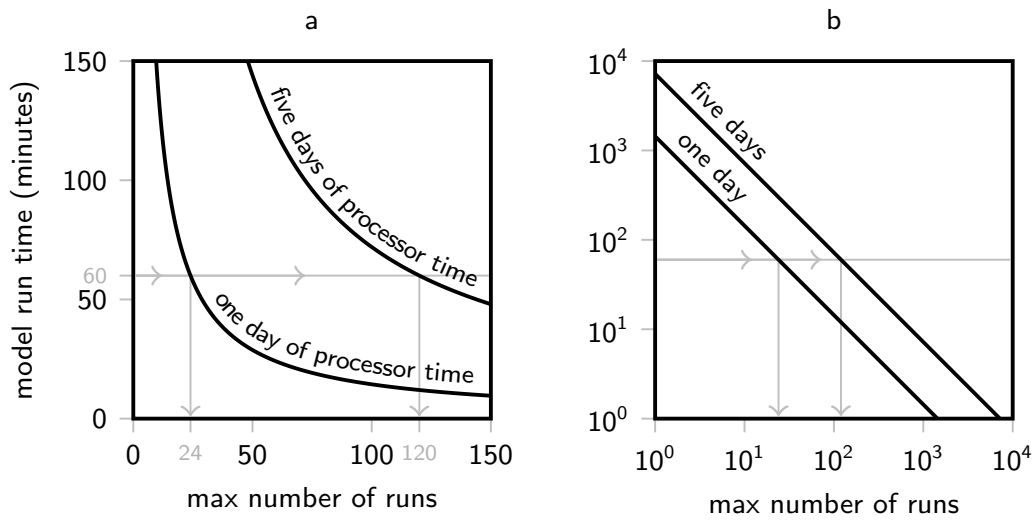 a
model run time (minutes)
150
100
60
50
0
five days of processor time
one day of processor time
0
24
50
100
120
150
max number of runs
b
10^4
10^3
10^2
10^1
10^0
five days
one day
10^0
10^1
10^2
10^3
10^4
max number of runs